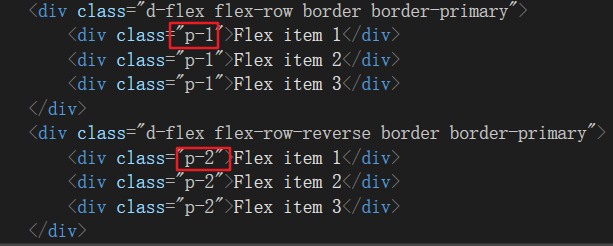 <div class="d-flex flex-row border border-primary">
<div class="p-1">Flex item 1</div>
<div class="p-1">Flex item 2</div>
<div class="p-1">Flex item 3</div>
</div>
<div class="d-flex flex-row-reverse border border-primary">
<div class="p-2">Flex item 1</div>
<div class="p-2">Flex item 2</div>
<div class="p-2">Flex item 3</div>
</div>